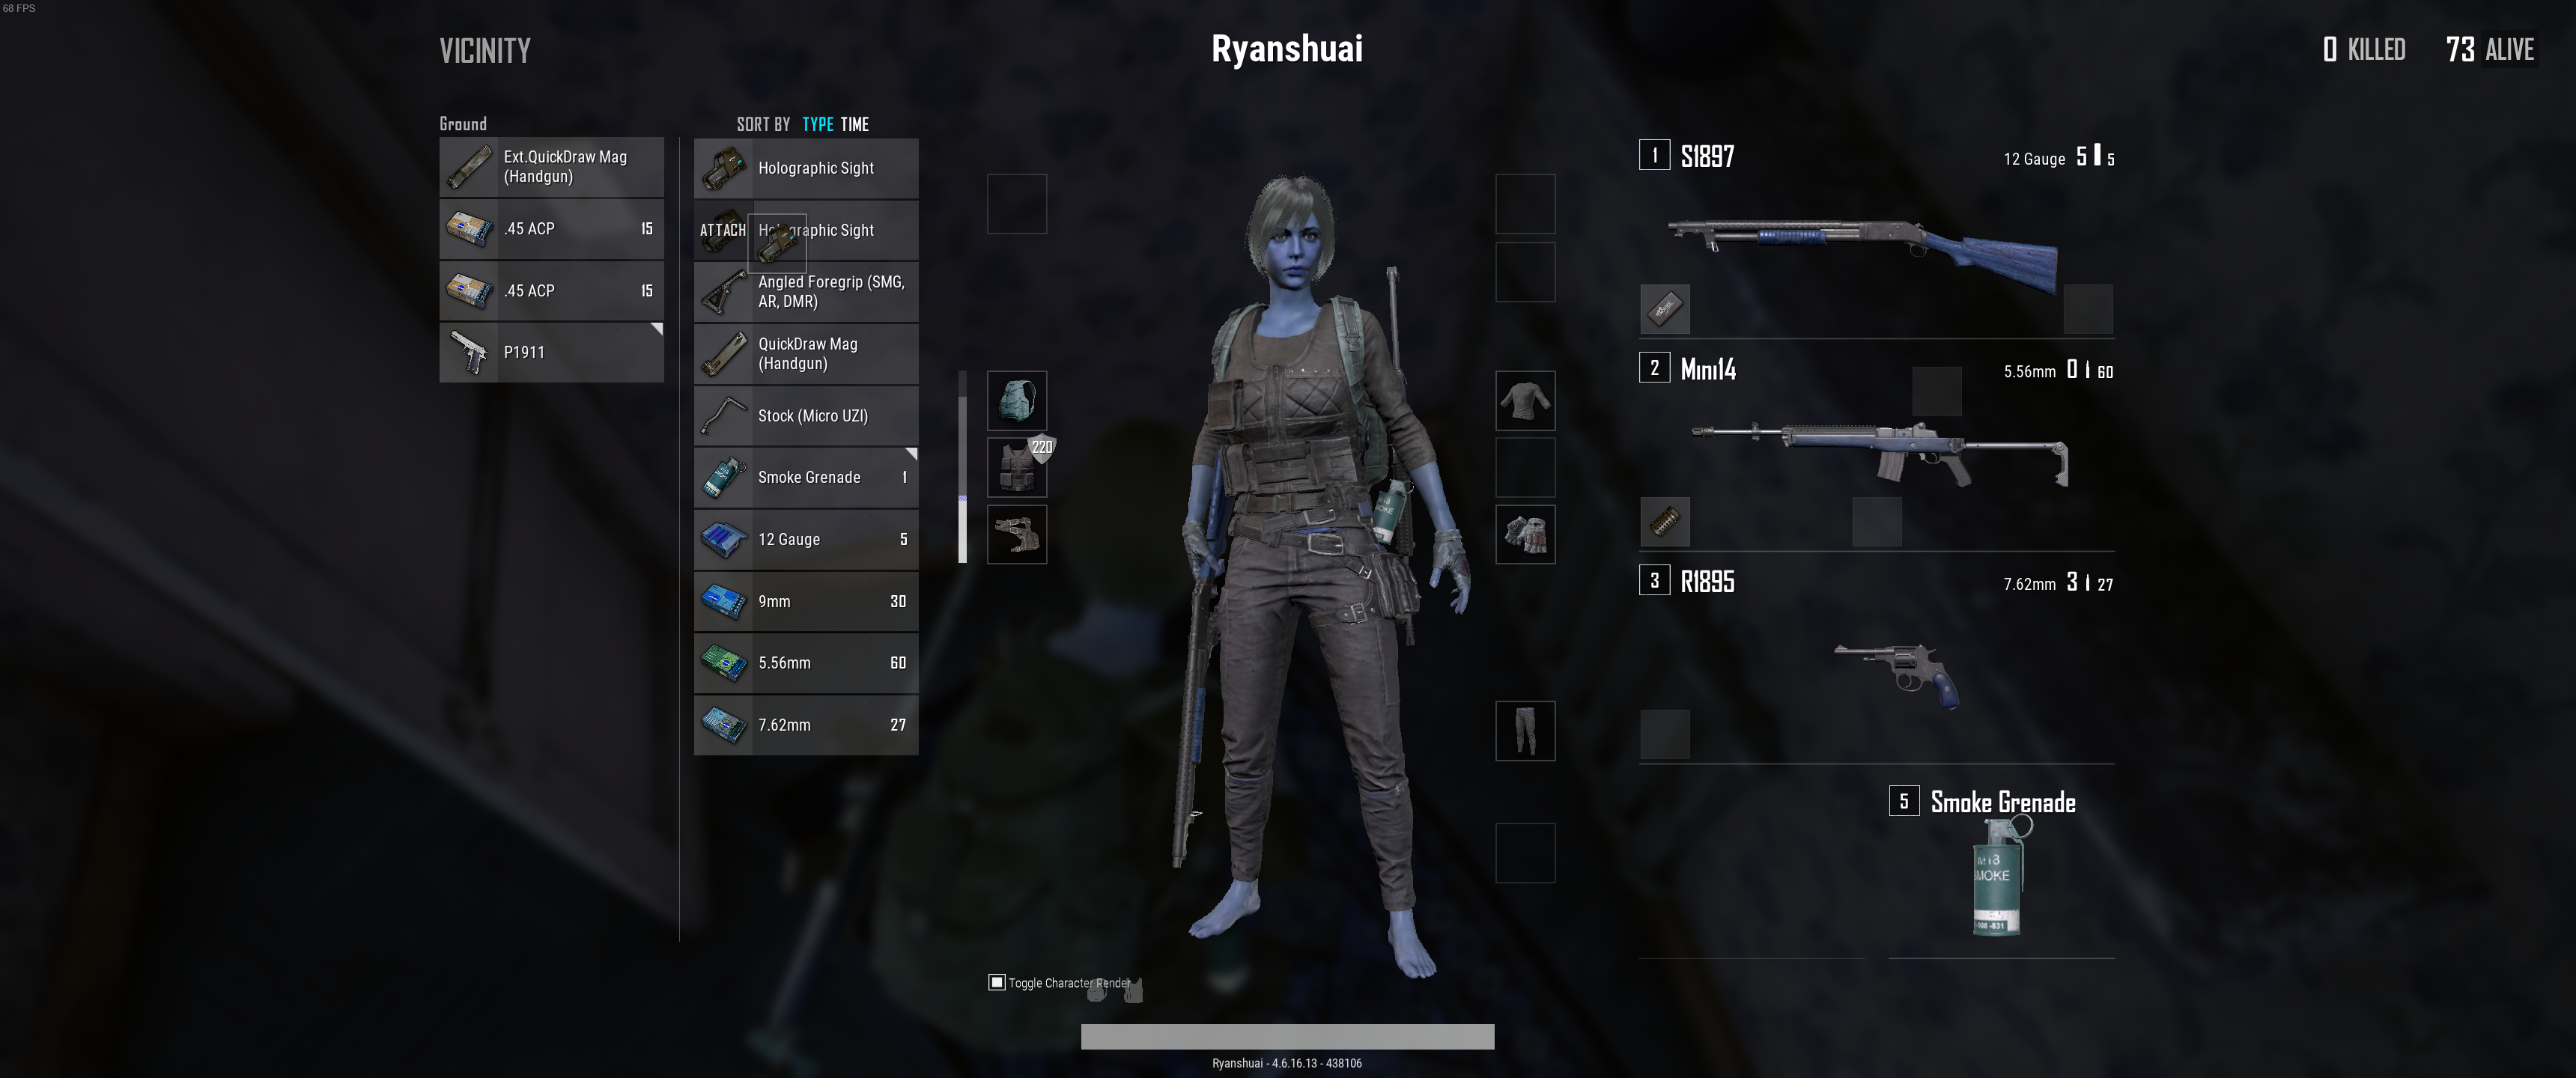 68 FPS
VICINITY
Ryanshuai
0 KILLED 73 ALIVE
Ground
SORT BY TYPE TIME
Ext.QuickDraw Mag
(Handgun)
.45 ACP 15
.45 ACP 15
P1911
Holographic Sight
ATTACH Holographic Sight
Angled Foregrip (SMG,
AR, DMR)
QuickDraw Mag
(Handgun)
Stock (Micro UZI)
Smoke Grenade 1
12 Gauge 5
9mm 30
5.56mm 60
7.62mm 27
220
1 S1897 12 Gauge 5 5
2 Mini14 5.56mm 0 60
3 R1895 7.62mm 3 27
5 Smoke Grenade
M18
SMOKE
Toggle Character Render
Ryanshuai - 4.6.16.13 - 438106